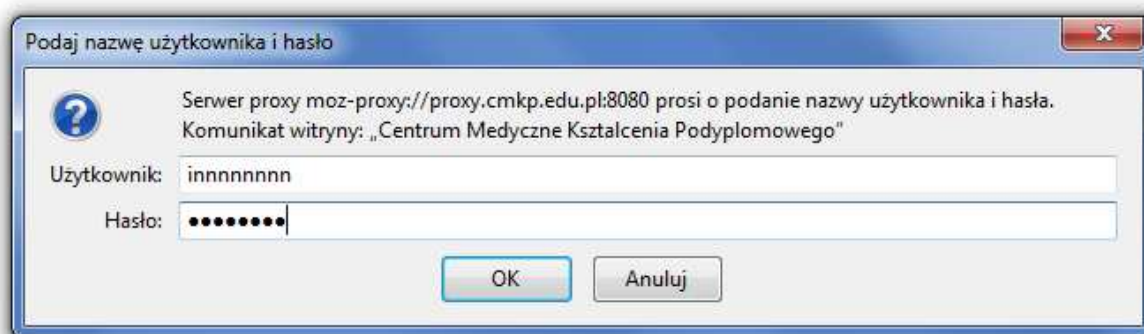 Podaj nazwę użytkownika i hasło
Serwer proxy moz-proxy://proxy.cmkp.edu.pl:8080 prosi o podanie nazwy użytkownika i hasła.
Komunikat witryny: „Centrum Medyczne Ksztalcenia Podyplomowego”
Użytkownik: innnnnnnn
Hasło: ●●●●●●●●
OK Anuluj